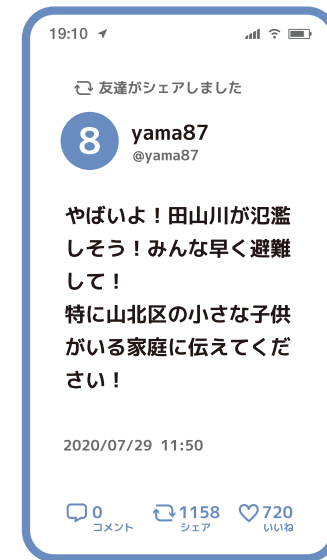 19:10
友達がシェアしました
8
yama87
@yama87
やばいよ！田山川が氾濫
しそう！みんな早く避難
して！
特に山北区の小さな子供
がいる家庭に伝えてくだ
さい！
2020/07/29 11:50
0 1158 720
コメント シェア いいね